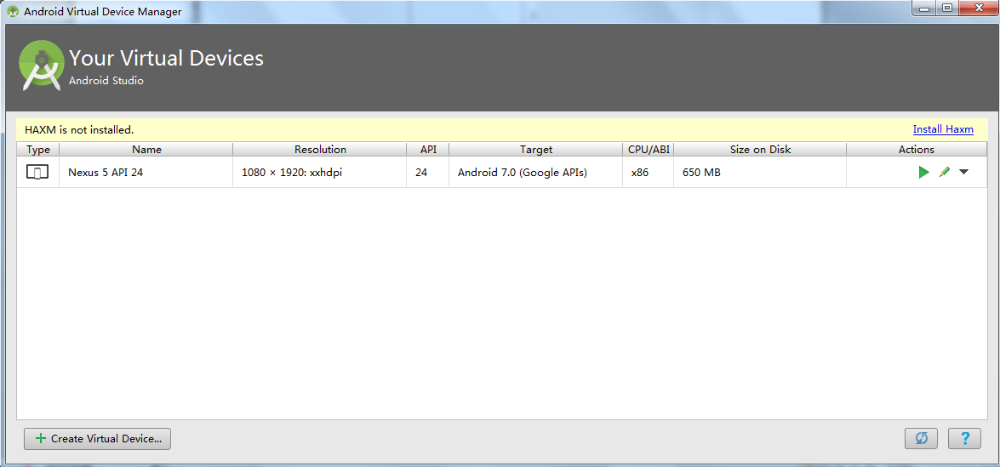 Android Virtual Device Manager
Your Virtual Devices
Android Studio
HAXM is not installed. Install Haxm
Type Name Resolution API Target CPU/ABI Size on Disk Actions
Nexus 5 API 24 1080 × 1920: xxhdpi 24 Android 7.0 (Google APIs) x86 650 MB
Create Virtual Device... ?